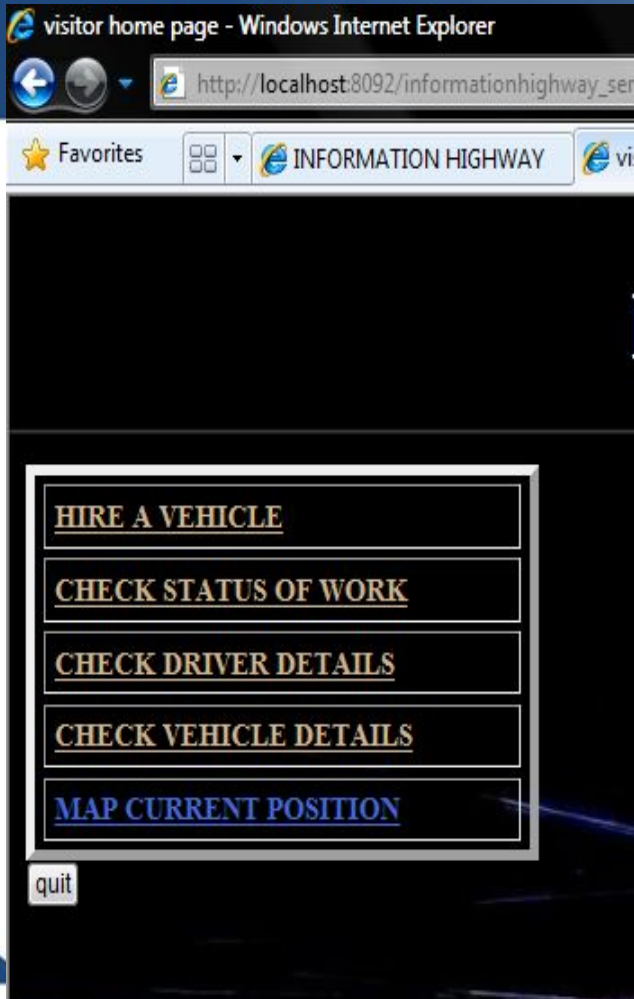 visitor home page - Windows Internet Explorer
http://localhost:8092/informationhighway_ser
Favorites INFORMATION HIGHWAY vi
HIRE A VEHICLE
CHECK STATUS OF WORK
CHECK DRIVER DETAILS
CHECK VEHICLE DETAILS
MAP CURRENT POSITION
quit